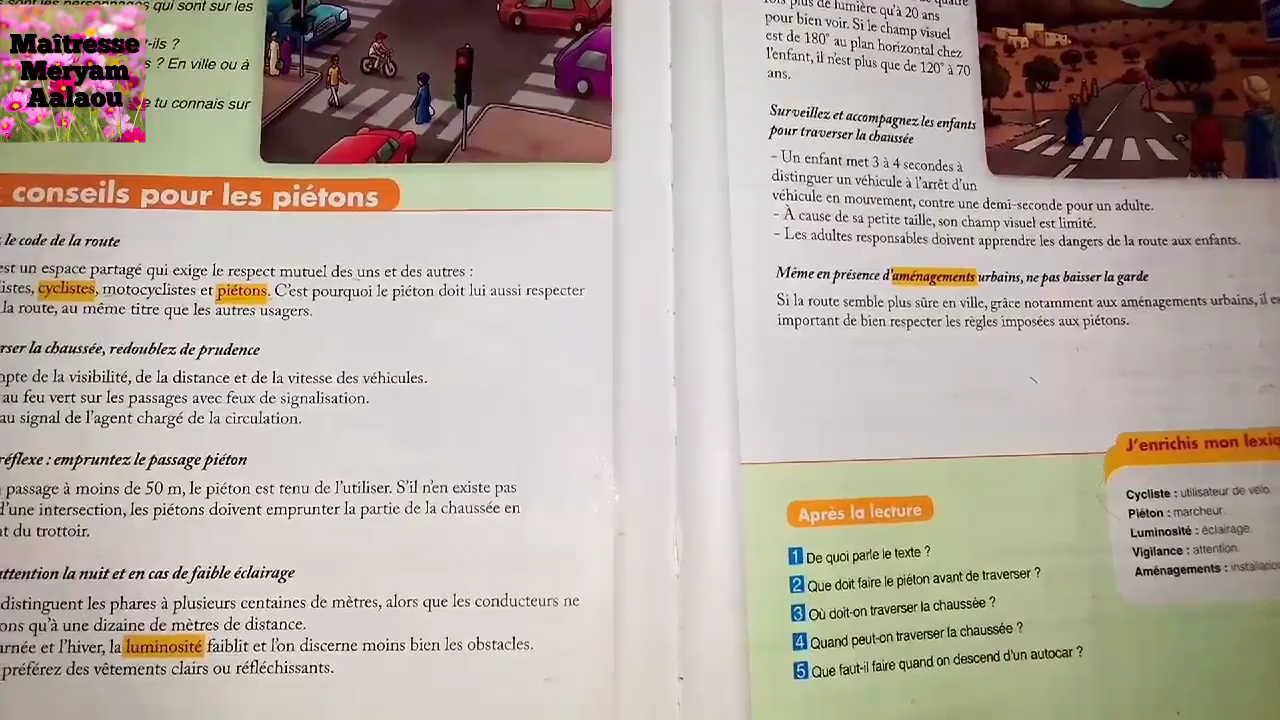 Maîtresse
Meryam
Aalaou
qui sont sur les
-ils ?
s ? En ville ou à
e tu connais sur
conseils pour les piétons
le code de la route
est un espace partagé qui exige le respect mutuel des uns et des autres :
istes, cyclistes, motocyclistes et piétons. C'est pourquoi le piéton doit lui aussi respecter
la route, au même titre que les autres usagers.
rser la chaussée, redoublez de prudence
mpte de la visibilité, de la distance et de la vitesse des véhicules.
au feu vert sur les passages avec feux de signalisation.
au signal de l'agent chargé de la circulation.
réflexe : empruntez le passage piéton
passage à moins de 50 m, le piéton est tenu de l'utiliser. S'il n'en existe pas
d'une intersection, les piétons doivent emprunter la partie de la chaussée en
nt du trottoir.
attention la nuit et en cas de faible éclairage
distinguent les phares à plusieurs centaines de mètres, alors que les conducteurs ne
ons qu'à une dizaine de mètres de distance.
urnée et l'hiver, la luminosité faiblit et l'on discerne moins bien les obstacles.
préférez des vêtements clairs ou réfléchissants.
fois plus de lumière qu'à 20 ans
pour bien voir. Si le champ visuel
est de 180° au plan horizontal chez
l'enfant, il n'est plus que de 120° à 70
ans.
Surveillez et accompagnez les enfants
pour traverser la chaussée
- Un enfant met 3 à 4 secondes à
distinguer un véhicule à l'arrêt d'un
véhicule en mouvement, contre une demi-seconde pour un adulte.
- À cause de sa petite taille, son champ visuel est limité.
- Les adultes responsables doivent apprendre les dangers de la route aux enfants.
Même en présence d'aménagements urbains, ne pas baisser la garde
Si la route semble plus sûre en ville, grâce notamment aux aménagements urbains, il es
important de bien respecter les règles imposées aux piétons.
Après la lecture
1 De quoi parle le texte ?
2 Que doit faire le piéton avant de traverser ?
3 Où doit-on traverser la chaussée ?
4 Quand peut-on traverser la chaussée ?
5 Que faut-il faire quand on descend d'un autocar ?
J'enrichis mon lexiq
Cycliste : utilisateur de vélo.
Piéton : marcheur.
Luminosité : éclairage.
Vigilance : attention.
Aménagements : installation